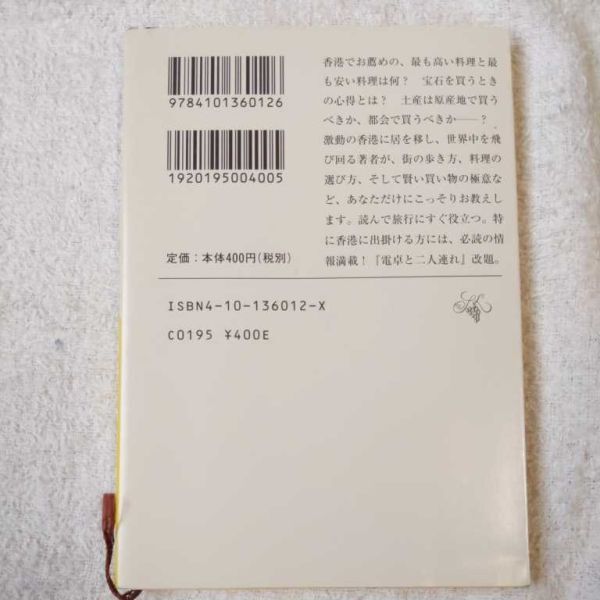 9784101360126
1920195004005
定価：本体400円(税別)
香港でお薦めの、最も高い料理と最
も安い料理は何？　宝石を買うとき
の心得とは？　土産は原産地で買う
べきか、都会で買うべきか――？
激動の香港に居を移し、世界中を飛
び回る著者が、街の歩き方、料理の
選び方、そして賢い買い物の極意な
ど、あなただけにこっそりお教えし
ます。読んで旅行にすぐ役立つ。特
に香港に出掛ける方には、必読の情
報満載！『電卓と二人連れ』改題。
ISBN4-10-136012-X
C0195 ¥400E